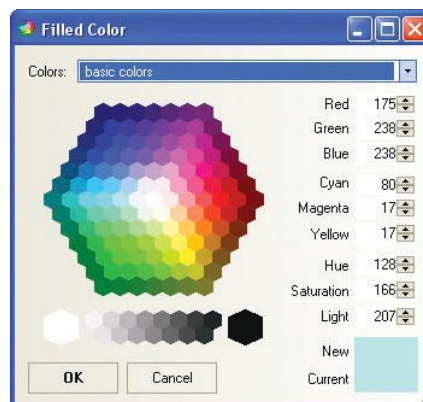 Filled Color
Colors: basic colors
Red 175
Green 238
Blue 238
Cyan 80
Magenta 17
Yellow 17
Hue 128
Saturation 166
Light 207
New
Current
OK Cancel